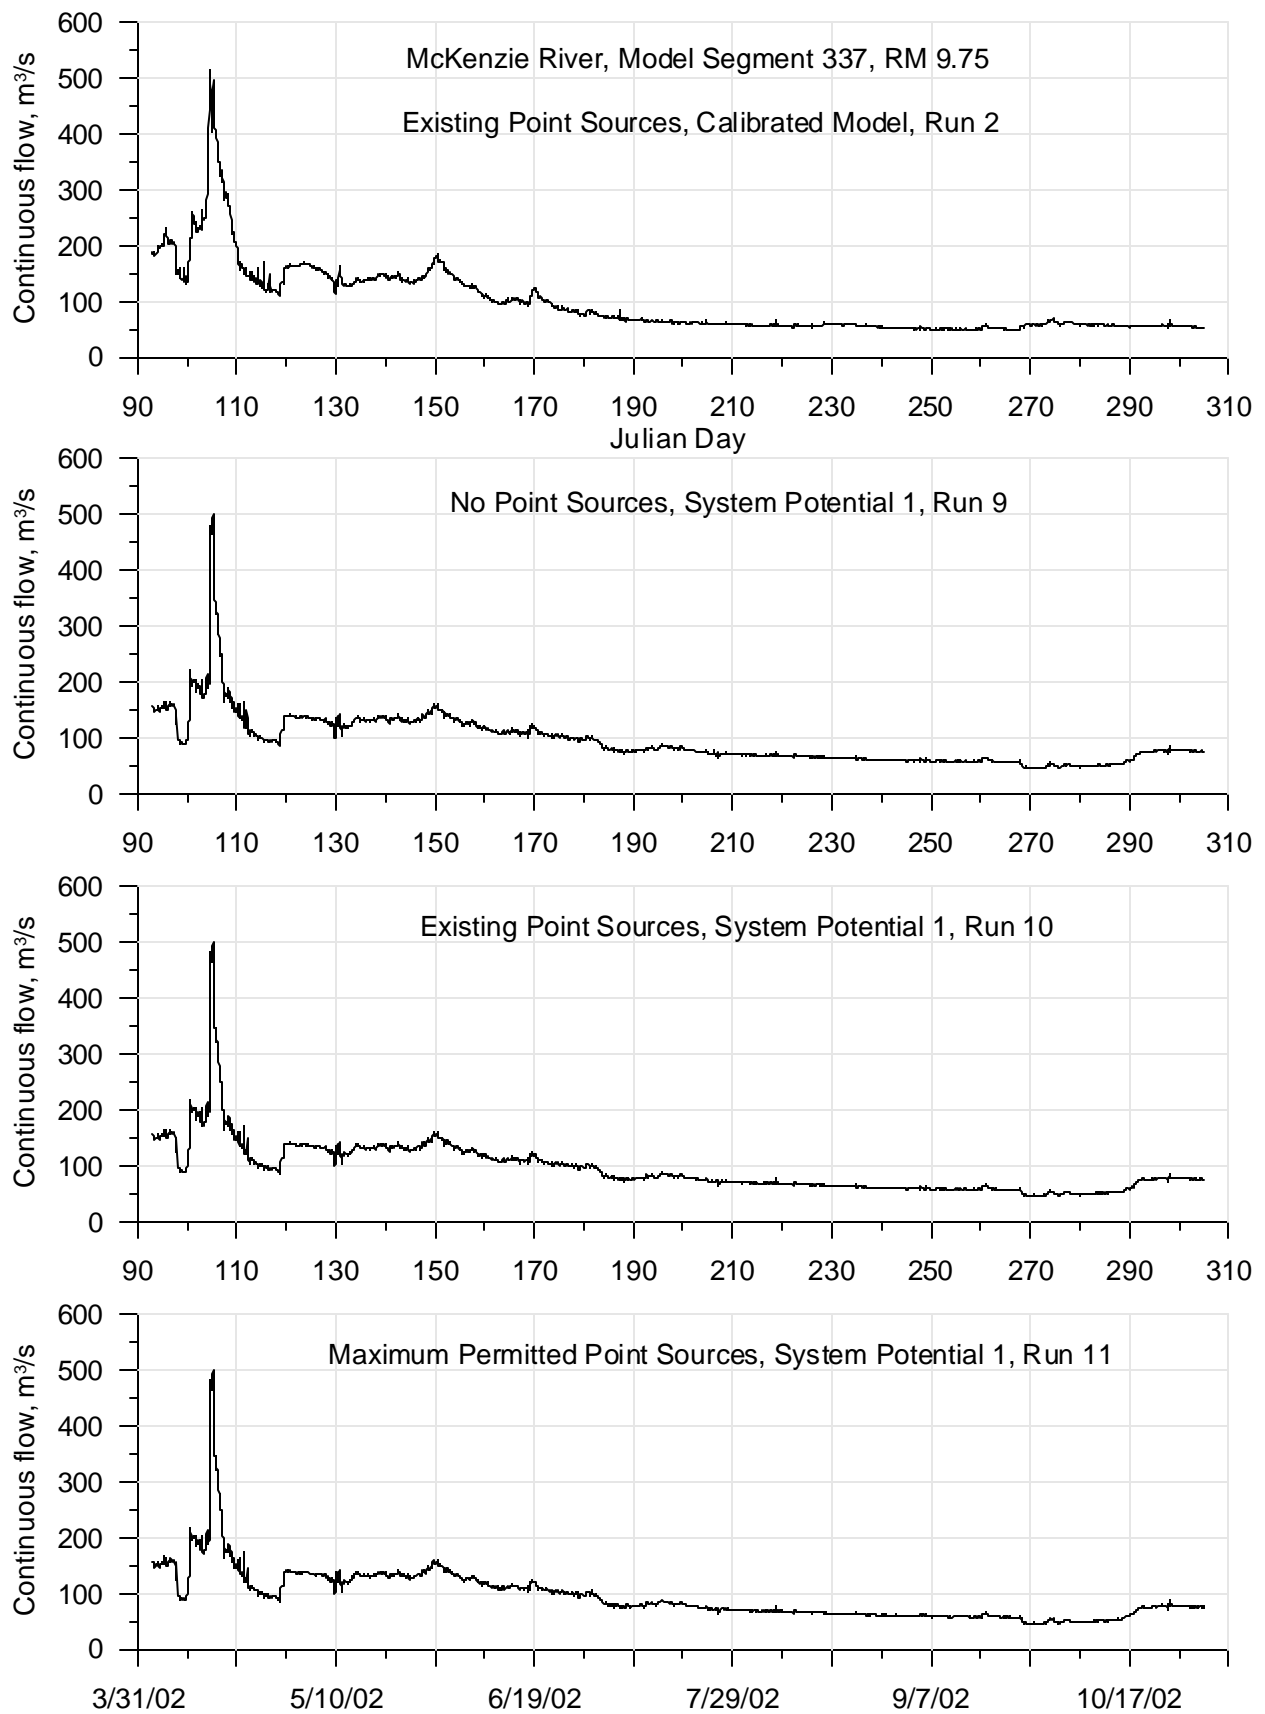 600
McKenzie River, Model Segment 337, RM 9.75
500
Existing Point Sources, Calibrated Model, Run 2
400
300
200
100
0
Continuous flow, m³/s
90 110 130 150 170 190 210 230 250 270 290 310
Julian Day
600
No Point Sources, System Potential 1, Run 9
500
400
300
200
100
0
Continuous flow, m³/s
90 110 130 150 170 190 210 230 250 270 290 310
600
Existing Point Sources, System Potential 1, Run 10
500
400
300
200
100
0
Continuous flow, m³/s
90 110 130 150 170 190 210 230 250 270 290 310
600
Maximum Permitted Point Sources, System Potential 1, Run 11
500
400
300
200
100
0
Continuous flow, m³/s
3/31/02 5/10/02 6/19/02 7/29/02 9/7/02 10/17/02